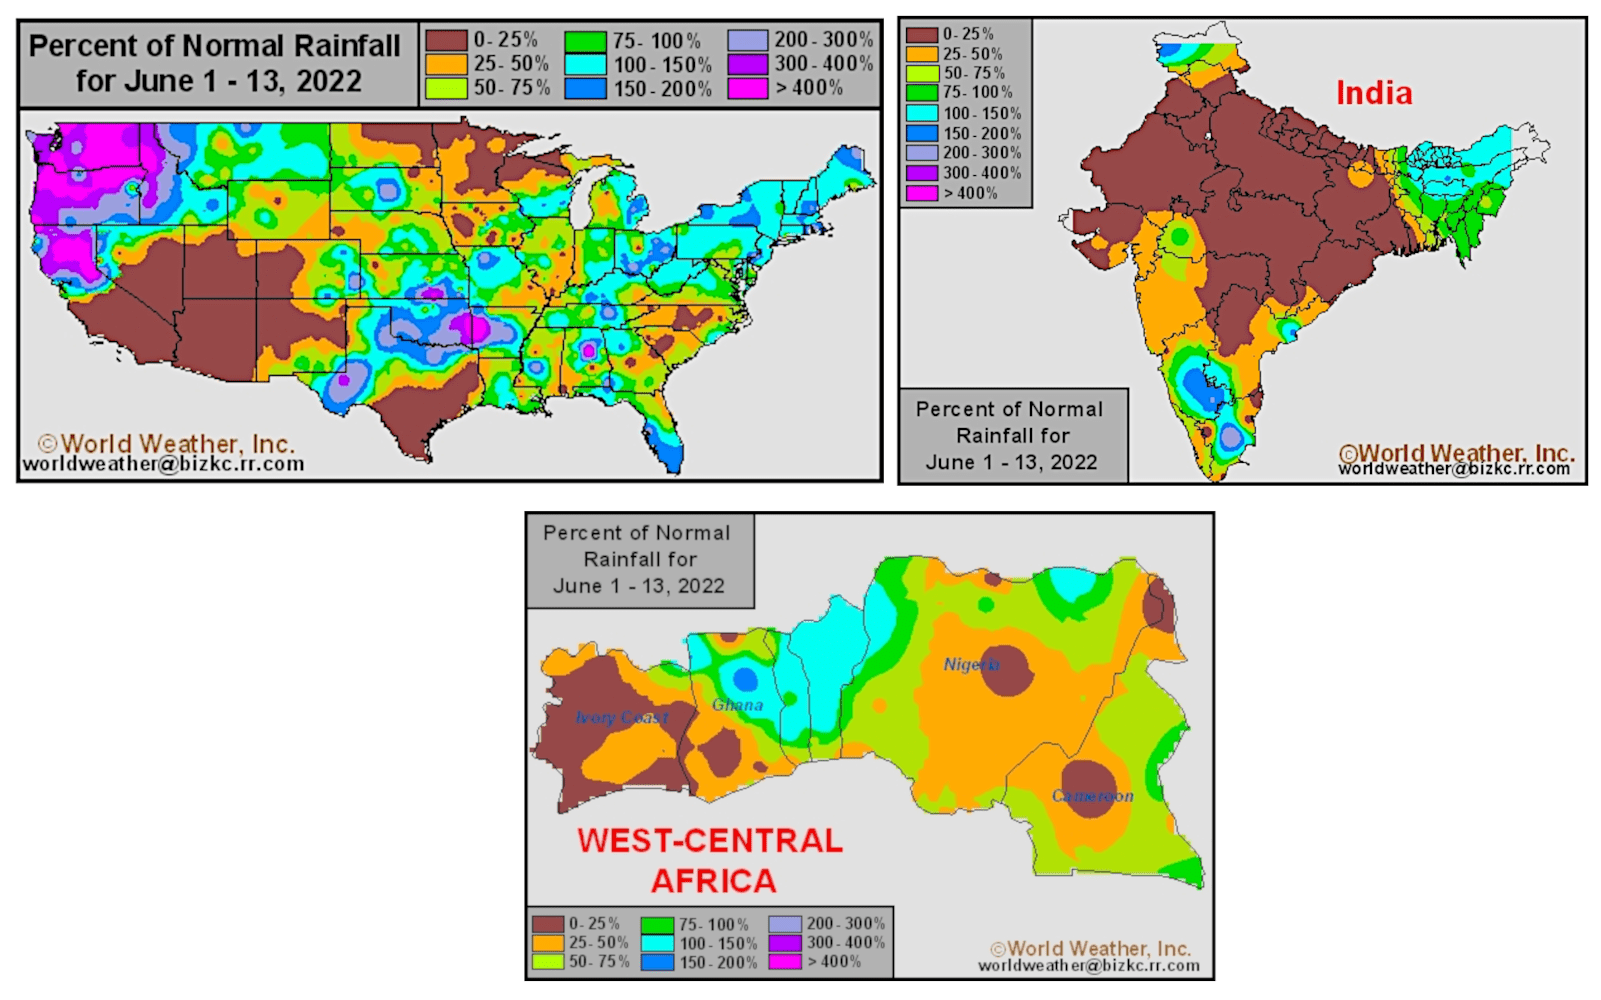 Percent of Normal Rainfall
for June 1 - 13, 2022
0- 25%
25- 50%
50- 75%
75- 100%
100- 150%
150- 200%
200- 300%
300- 400%
> 400%
©World Weather, Inc.
worldweather@bizkc.rr.com
0- 25%
25- 50%
50- 75%
75- 100%
100- 150%
150- 200%
200- 300%
300- 400%
> 400%
India
Percent of Normal
Rainfall for
June 1 - 13, 2022
©World Weather, Inc.
worldweather@bizkc.rr.com
Percent of Normal
Rainfall for
June 1 - 13, 2022
Nigeria
Ivory Coast
Ghana
Cameroon
WEST-CENTRAL
AFRICA
0- 25%
25- 50%
50- 75%
75- 100%
100- 150%
150- 200%
200- 300%
300- 400%
> 400%
©World Weather, Inc.
worldweather@bizkc.rr.com